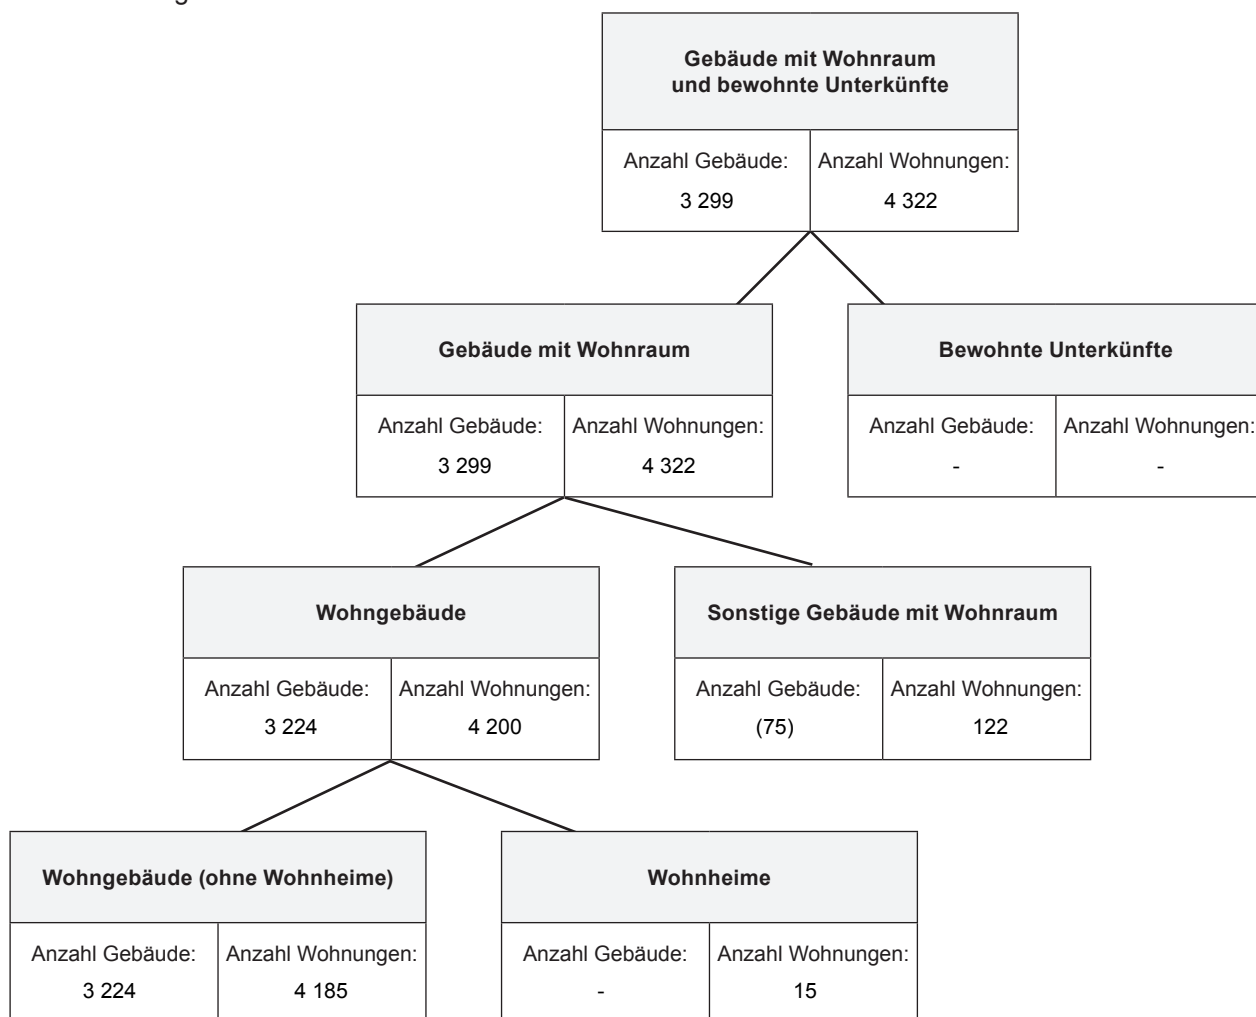 Gebäude mit Wohnraum
und bewohnte Unterkünfte
Anzahl Gebäude: Anzahl Wohnungen:
3 299 4 322
Gebäude mit Wohnraum Bewohnte Unterkünfte
Anzahl Gebäude: Anzahl Wohnungen: Anzahl Gebäude: Anzahl Wohnungen:
3 299 4 322 - -
Wohngebäude Sonstige Gebäude mit Wohnraum
Anzahl Gebäude: Anzahl Wohnungen: Anzahl Gebäude: Anzahl Wohnungen:
3 224 4 200 (75) 122
Wohngebäude (ohne Wohnheime) Wohnheime
Anzahl Gebäude: Anzahl Wohnungen: Anzahl Gebäude: Anzahl Wohnungen:
3 224 4 185 - 15